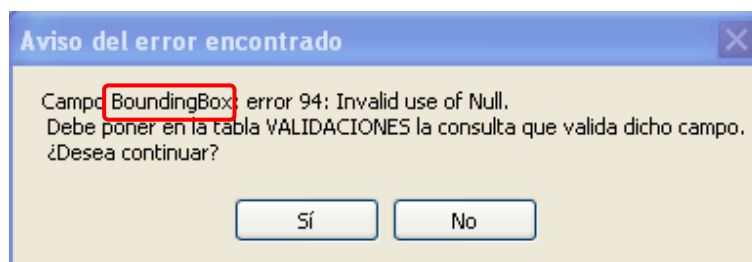 Aviso del error encontrado
Campo BoundingBox: error 94: Invalid use of Null.
Debe poner en la tabla VALIDACIONES la consulta que valida dicho campo.
¿Desea continuar?
Sí
No